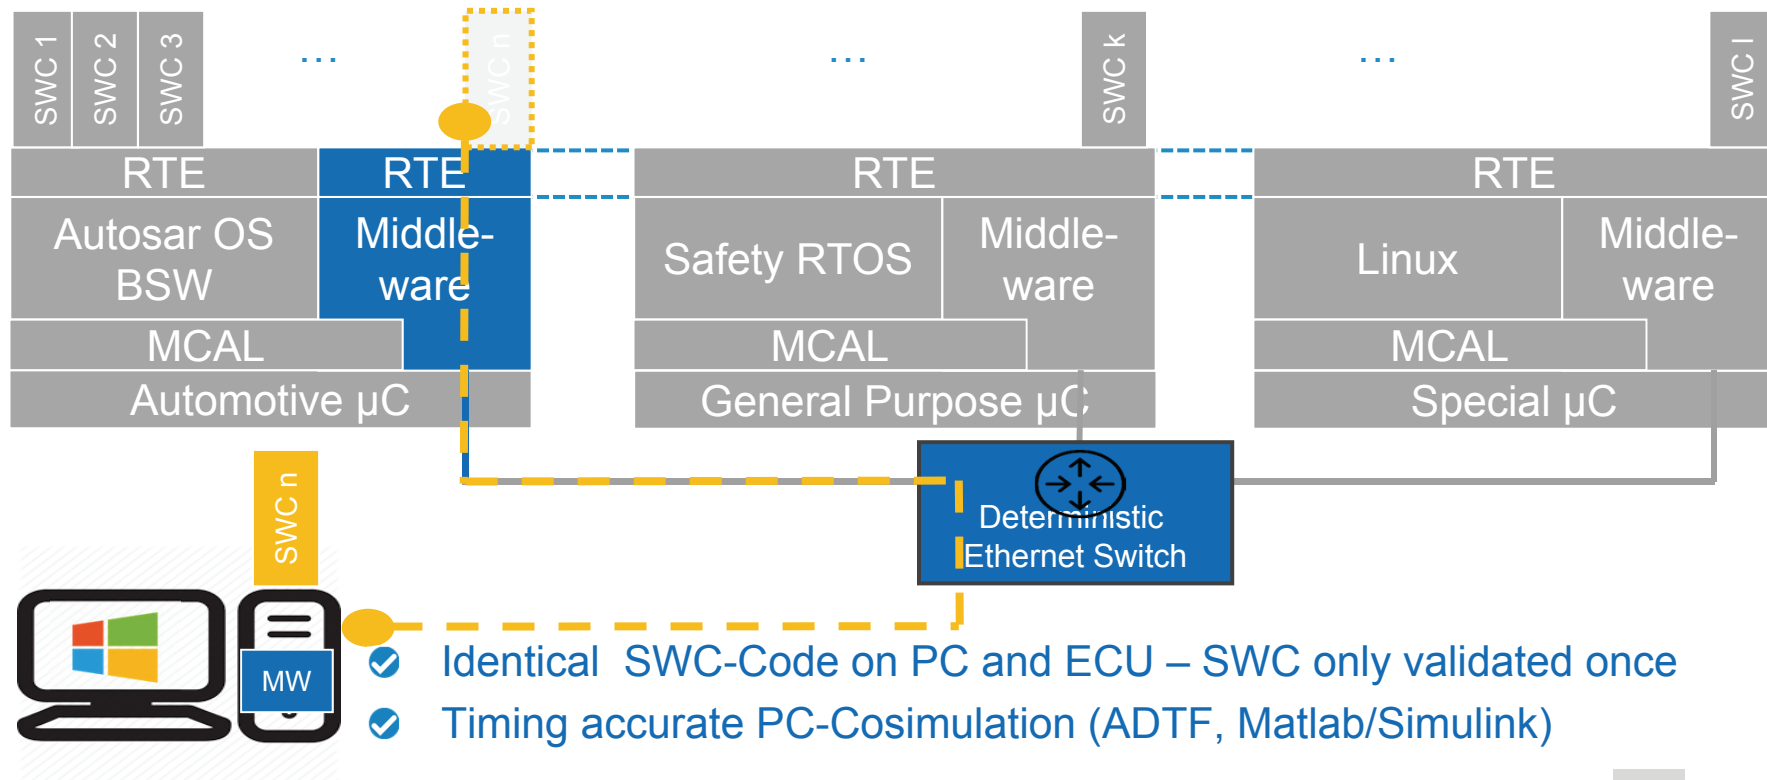 SWC 1
SWC 2
SWC 3
...
SWC n
...
SWC k
...
SWC l
RTE
RTE
RTE
RTE
Autosar OS
BSW
Middle-
ware
Safety RTOS
Middle-
ware
Linux
Middle-
ware
MCAL
MCAL
MCAL
Automotive µC
General Purpose µC
Special µC
SWC n
Deterministic
Ethernet Switch
MW
Identical SWC-Code on PC and ECU – SWC only validated once
Timing accurate PC-Cosimulation (ADTF, Matlab/Simulink)